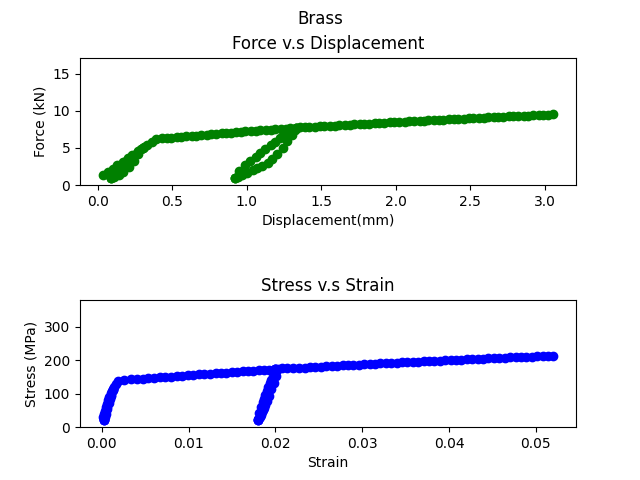 Brass
Force v.s Displacement
Force (kN)
15
10
5
0
0.0 0.5 1.0 1.5 2.0 2.5 3.0
Displacement(mm)
Stress v.s Strain
Stress (MPa)
300
200
100
0
0.00 0.01 0.02 0.03 0.04 0.05
Strain